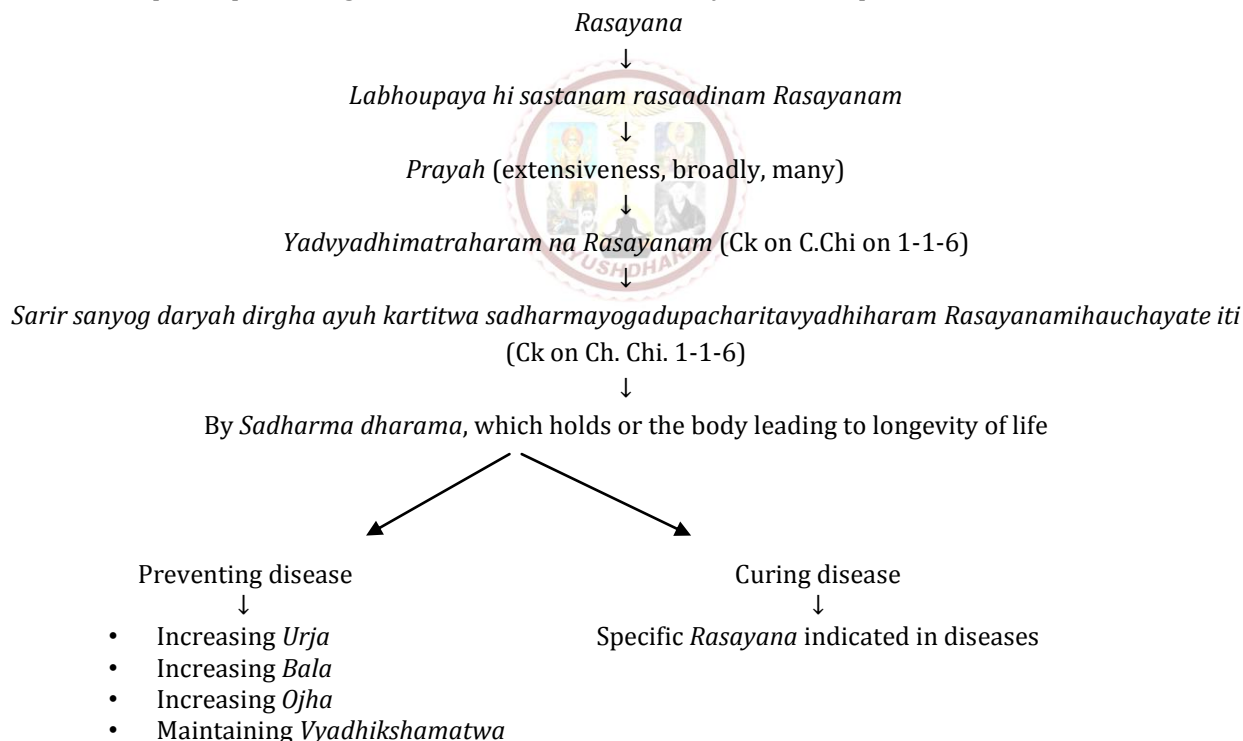 Rasayana
↓
Labhoupaya hi sastanam rasaadinam Rasayanam
↓
Prayah (extensiveness, broadly, many)
↓
Yadvyadhimatraharam na Rasayanam (Ck on C.Chi on 1-1-6)
↓
Sarir sanyog daryah dirgha ayuh kartitwa sadharmayogadupacharitavyadhiharam Rasayanamihauchayate iti
(Ck on Ch. Chi. 1-1-6)
↓
By Sadharma dharama, which holds or the body leading to longevity of life
Preventing disease Curing disease
↓ ↓
• Increasing Urja Specific Rasayana indicated in diseases
• Increasing Bala
• Increasing Ojha
• Maintaining Vyadhikshamatwa